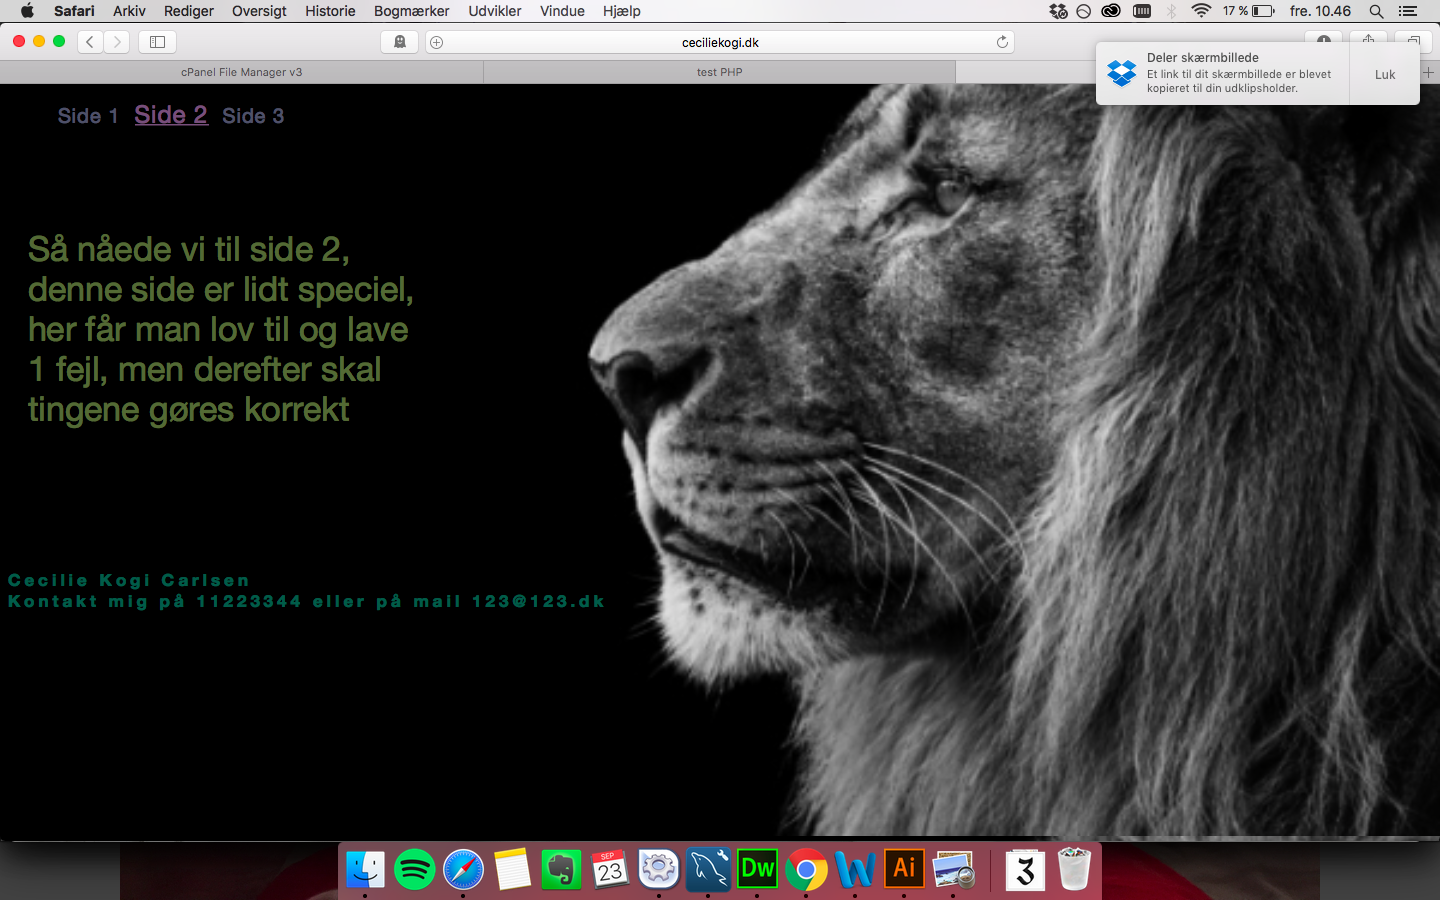 Safari Arkiv Rediger Oversigt Historie Bogmærker Udvikler Vindue Hjælp 17 % fre. 10.46
ceciliekogi.dk
Deler skærmbillede
Et link til dit skærmbillede er blevet
kopieret til din udklipsholder.
Luk
cPanel File Manager v3 test PHP
Side 1 Side 2 Side 3
Så nåede vi til side 2,
denne side er lidt speciel,
her får man lov til og lave
1 fejl, men derefter skal
tingene gøres korrekt
Cecilie Kogi Carlsen
Kontakt mig på 11223344 eller på mail 123@123.dk
SEP
23
Dw
Ai
3